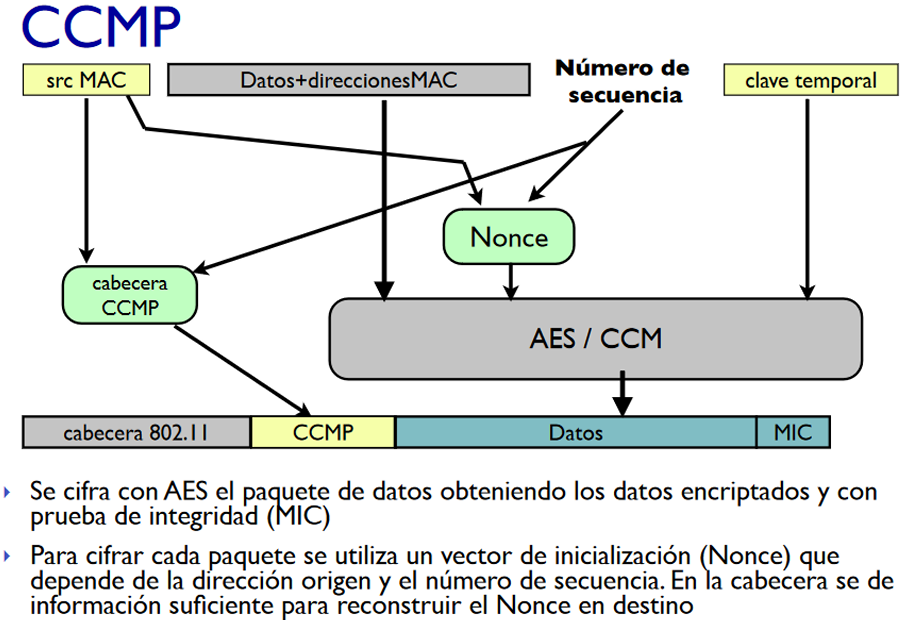 CCMP
src MAC
Datos+direccionesMAC
Número de
secuencia
clave temporal
Nonce
cabecera
CCMP
AES / CCM
cabecera 802.11
CCMP
Datos
MIC
Se cifra con AES el paquete de datos obteniendo los datos encriptados y con
prueba de integridad (MIC)
Para cifrar cada paquete se utiliza un vector de inicialización (Nonce) que
depende de la dirección origen y el número de secuencia. En la cabecera se de
información suficiente para reconstruir el Nonce en destino